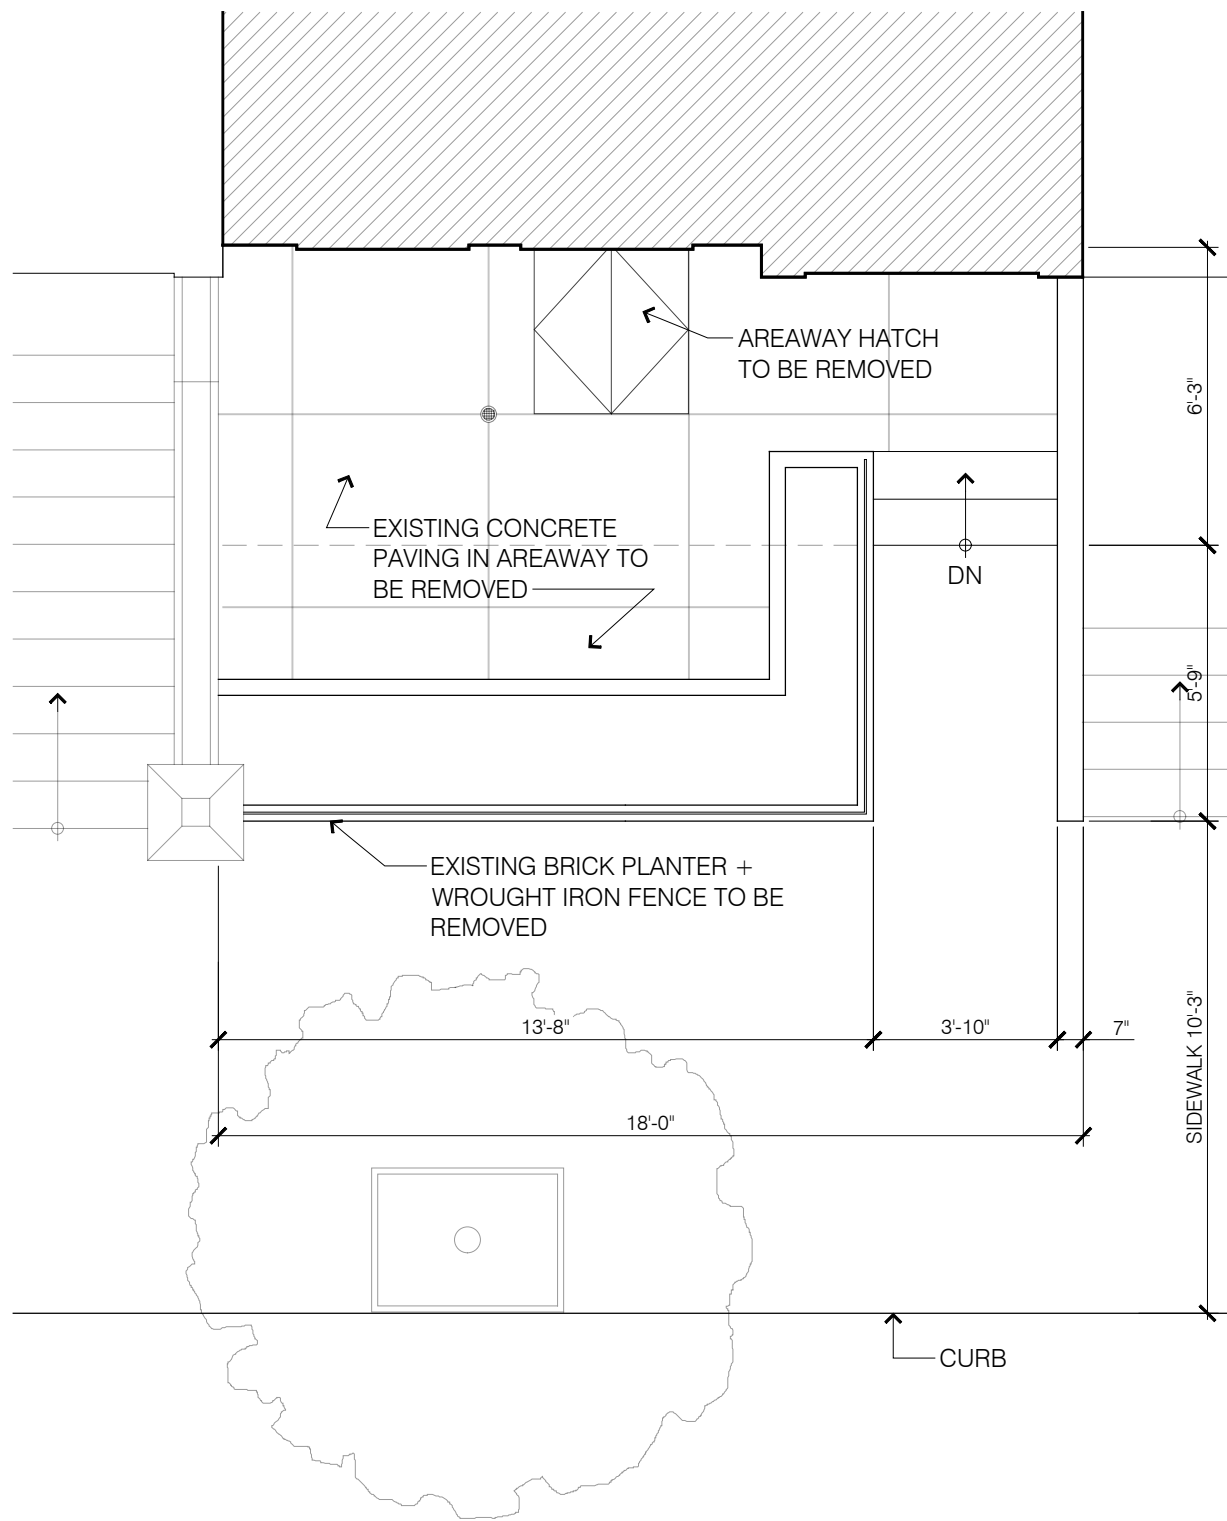 AREAWAY HATCH
TO BE REMOVED
6'-3"
EXISTING CONCRETE
PAVING IN AREAWAY TO
BE REMOVED
DN
5'-9"
EXISTING BRICK PLANTER +
WROUGHT IRON FENCE TO BE
REMOVED
13'-8"
3'-10"
7"
SIDEWALK 10'-3"
18'-0"
CURB